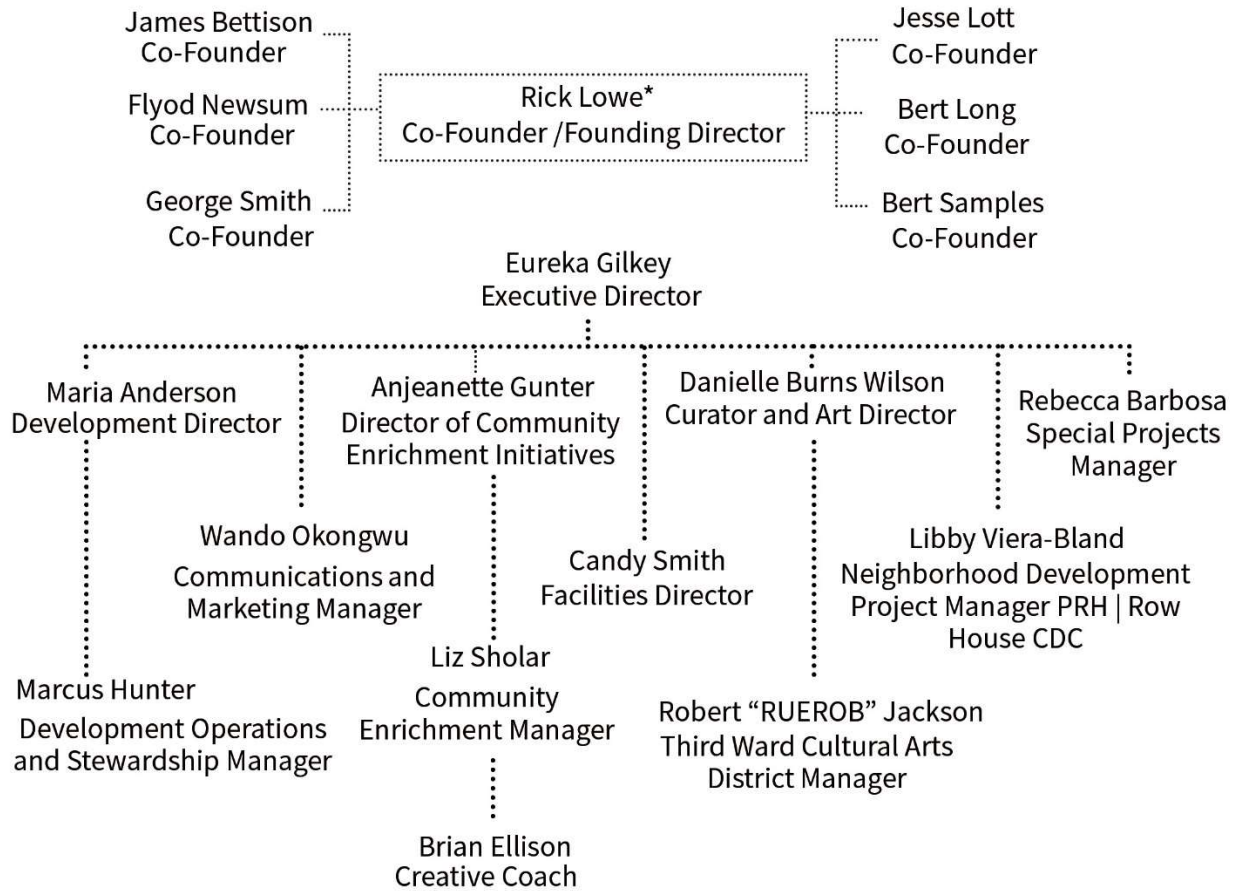 James Bettison
Co-Founder
Flyod Newsum
Co-Founder
George Smith
Co-Founder
Rick Lowe*
Co-Founder /Founding Director
Jesse Lott
Co-Founder
Bert Long
Co-Founder
Bert Samples
Co-Founder
Eureka Gilkey
Executive Director
Maria Anderson
Development Director
Anjeanette Gunter
Director of Community
Enrichment Initiatives
Danielle Burns Wilson
Curator and Art Director
Rebecca Barbosa
Special Projects
Manager
Wando Okongwu
Communications and
Marketing Manager
Candy Smith
Facilities Director
Libby Viera-Bland
Neighborhood Development
Project Manager PRH | Row
House CDC
Marcus Hunter
Development Operations
and Stewardship Manager
Liz Sholar
Community
Enrichment Manager
Robert “RUEROB” Jackson
Third Ward Cultural Arts
District Manager
Brian Ellison
Creative Coach